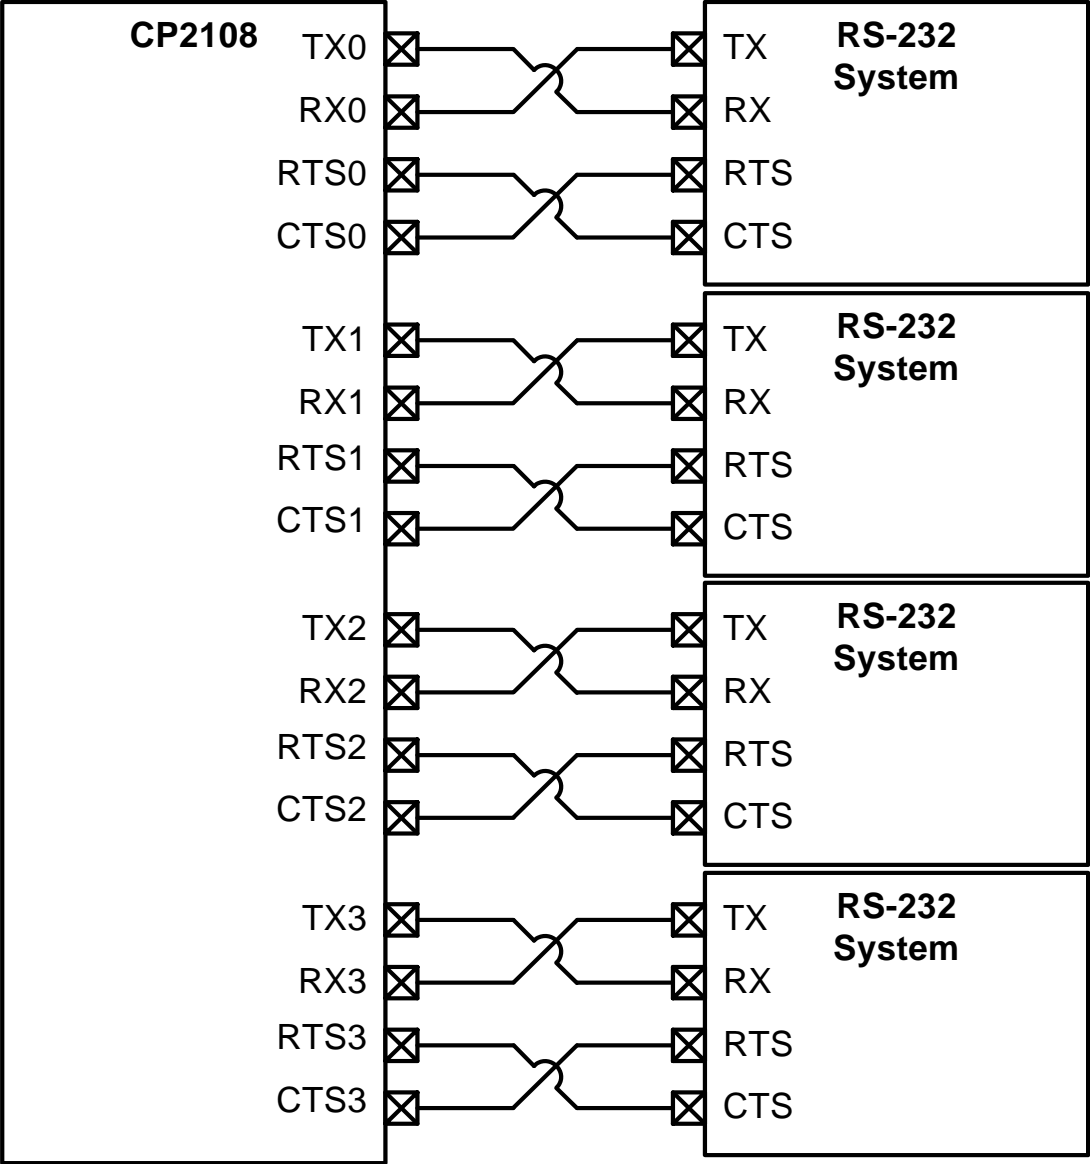 CP2108
TX0
RX0
RTS0
CTS0
TX1
RX1
RTS1
CTS1
TX2
RX2
RTS2
CTS2
TX3
RX3
RTS3
CTS3
RS-232
System
TX
RX
RTS
CTS
RS-232
System
TX
RX
RTS
CTS
RS-232
System
TX
RX
RTS
CTS
RS-232
System
TX
RX
RTS
CTS